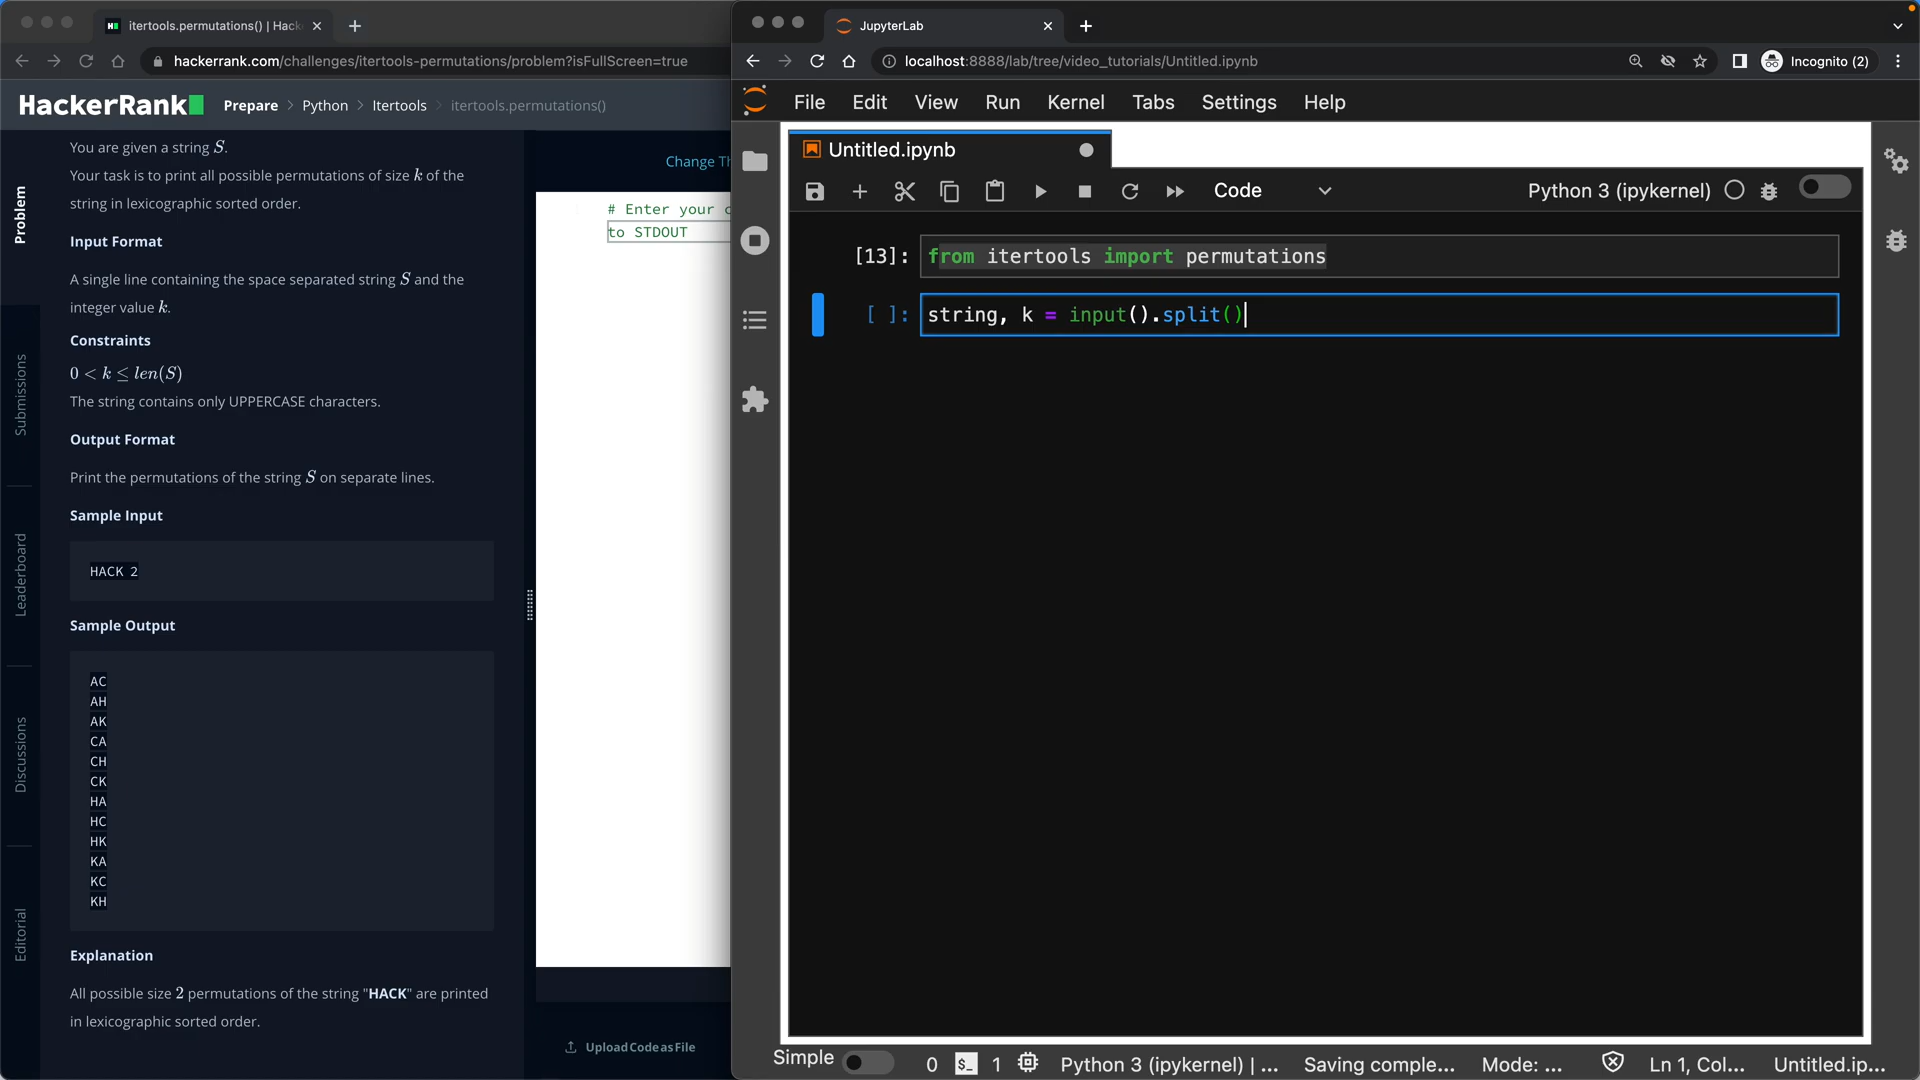 itertools.permutations() | Hack
hackerrank.com/challenges/itertools-permutations/problem?isFullScreen=true
HackerRank
Prepare > Python > Itertools > itertools.permutations()
Problem
Submissions
Leaderboard
Discussions
Editorial
You are given a string S.
Your task is to print all possible permutations of size k of the
string in lexicographic sorted order.
Input Format
A single line containing the space separated string S and the
integer value k.
Constraints
0 < k ≤ len(S)
The string contains only UPPERCASE characters.
Output Format
Print the permutations of the string S on separate lines.
Sample Input
HACK 2
Sample Output
AC
AH
AK
CA
CH
CK
HA
HC
HK
KA
KC
KH
Explanation
All possible size 2 permutations of the string "HACK" are printed
in lexicographic sorted order.
Change Th
# Enter your c
to STDOUT
Upload Code as File
JupyterLab
localhost:8888/lab/tree/video_tutorials/Untitled.ipynb
Incognito (2)
File Edit View Run Kernel Tabs Settings Help
Untitled.ipynb
Code
Python 3 (ipykernel)
[13]: from itertools import permutations
[ ]: string, k = input().split()
Simple 0 $_ 1 Python 3 (ipykernel) | ... Saving comple... Mode: ... Ln 1, Col... Untitled.ip...